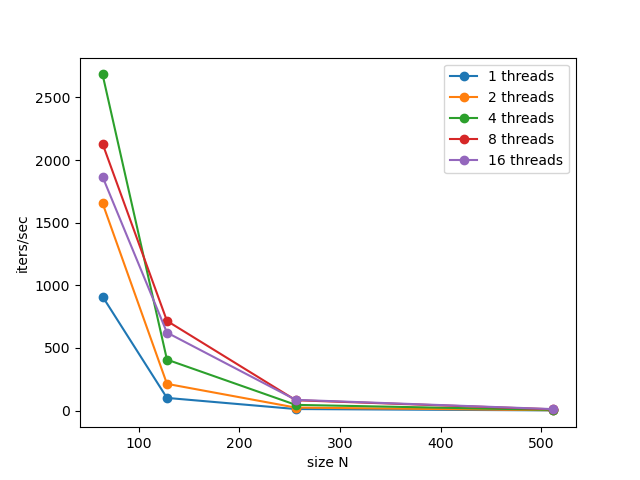 1 threads
2 threads
4 threads
8 threads
16 threads
2500
2000
1500
1000
500
0
iters/sec
100 200 300 400 500
size N